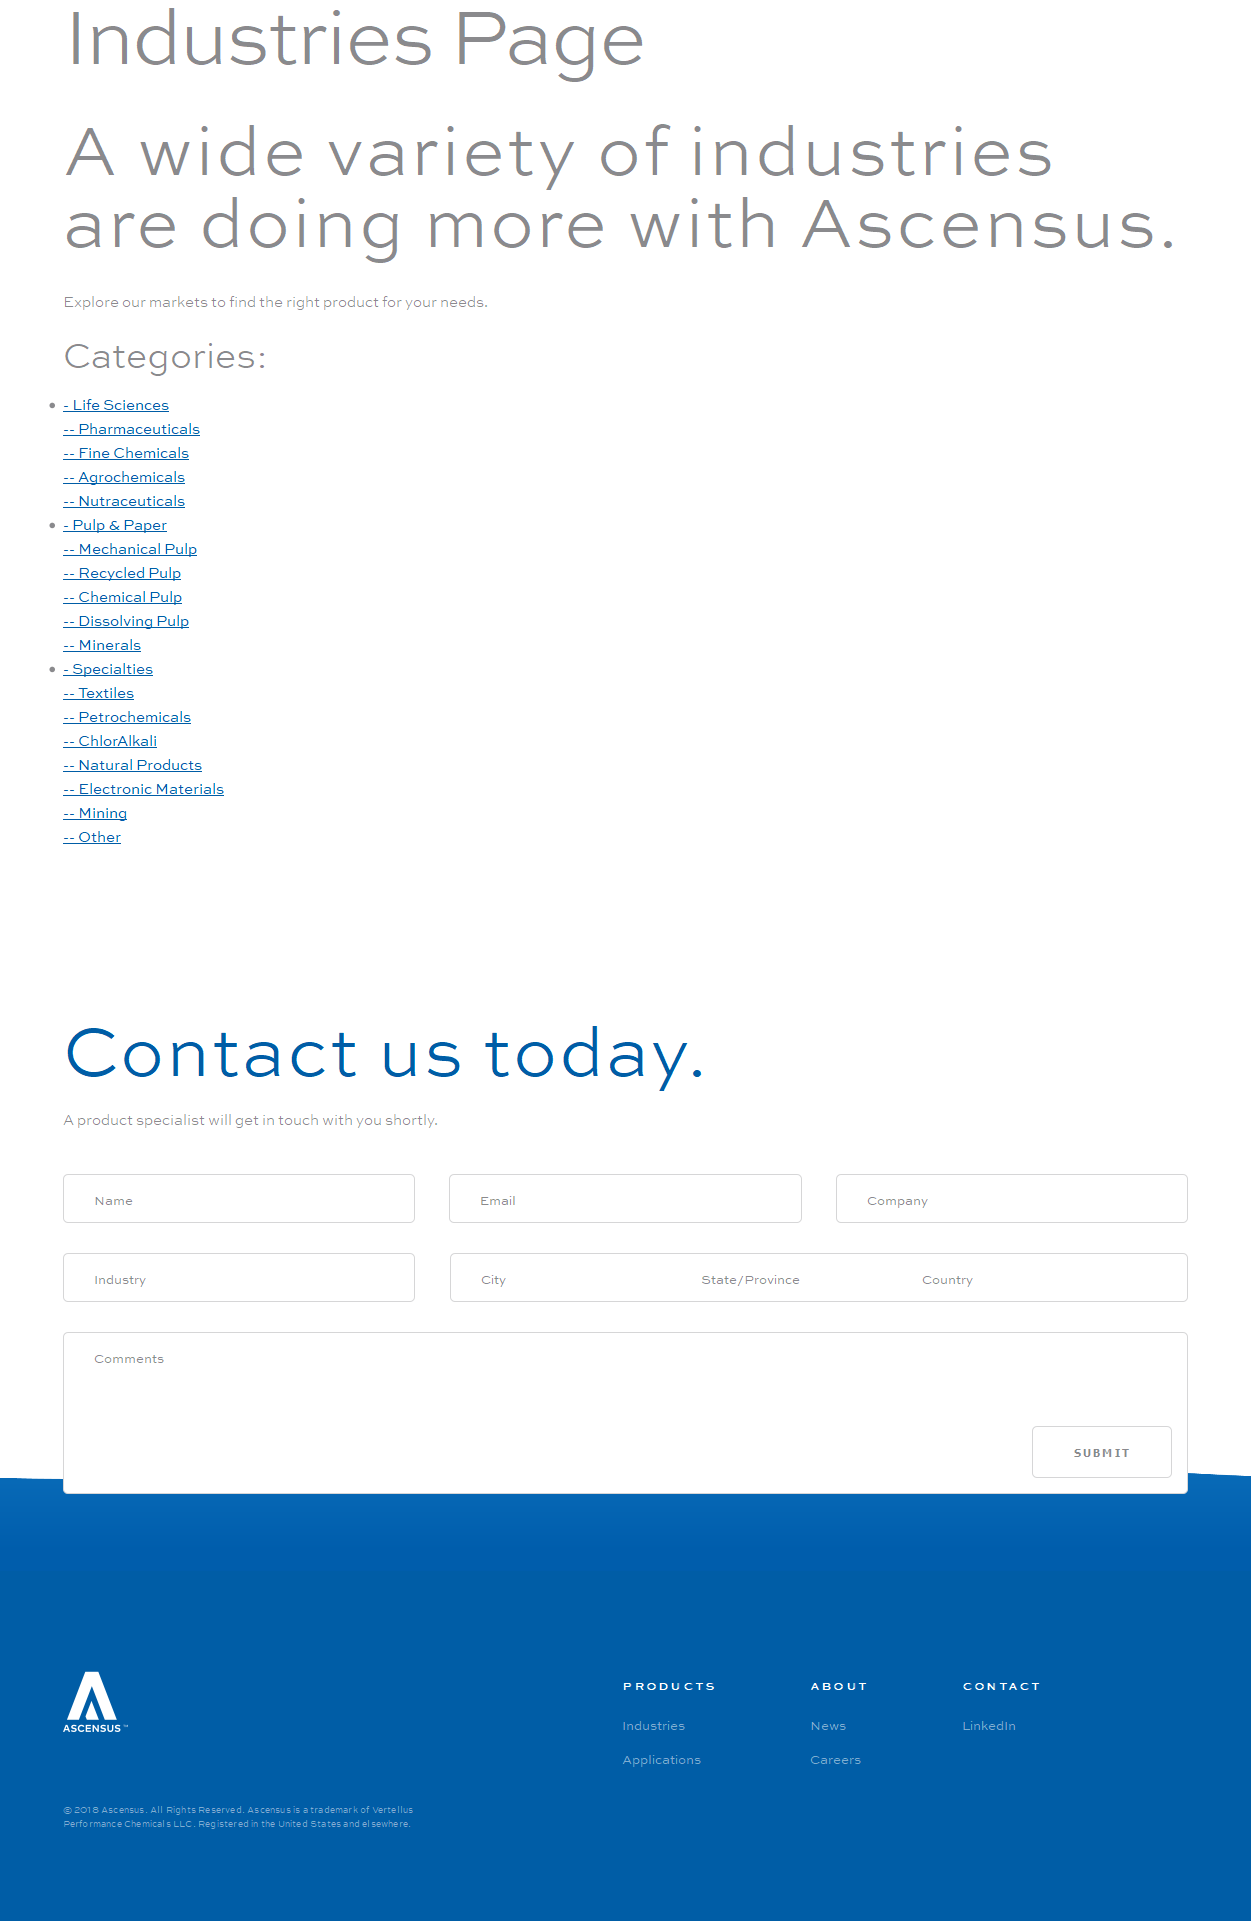 Industries Page
A wide variety of industries
are doing more with Ascensus.
Explore our markets to find the right product for your needs.
Categories:
- Life Sciences
-- Pharmaceuticals
-- Fine Chemicals
-- Agrochemicals
-- Nutraceuticals
- Pulp & Paper
-- Mechanical Pulp
-- Recycled Pulp
-- Chemical Pulp
-- Dissolving Pulp
-- Minerals
- Specialties
-- Textiles
-- Petrochemicals
-- ChlorAlkali
-- Natural Products
-- Electronic Materials
-- Mining
-- Other
Contact us today.
A product specialist will get in touch with you shortly.
Name Email Company
Industry City State/Province Country
Comments
SUBMIT
ASCENSUS™
PRODUCTS ABOUT CONTACT
Industries News LinkedIn
Applications Careers
© 2018 Ascensus. All Rights Reserved. Ascensus is a trademark of Vertellus
Performance Chemicals LLC. Registered in the United States and elsewhere.